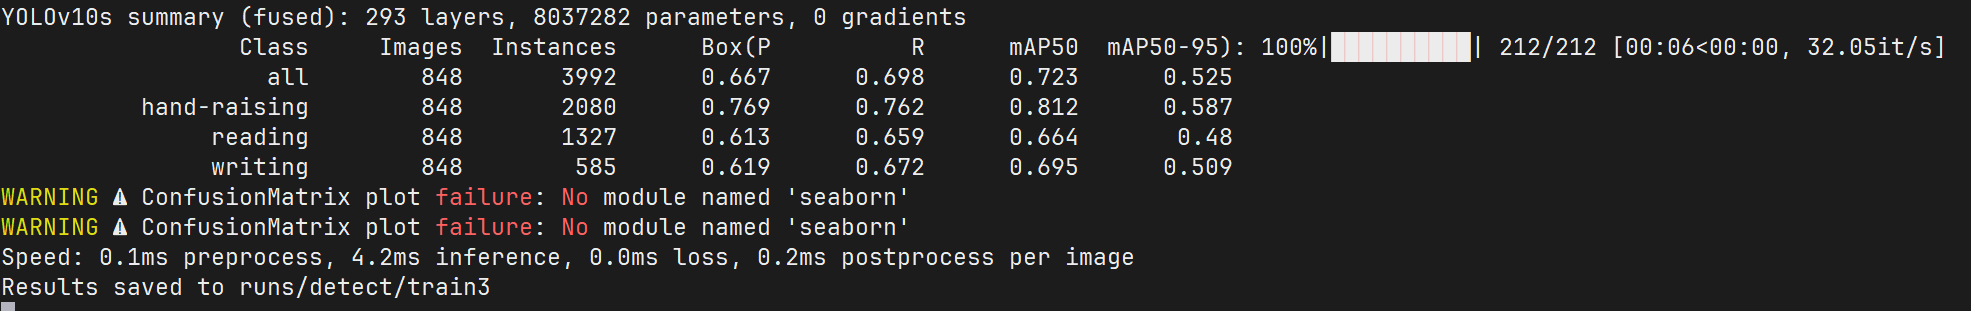 YOLOv10s summary (fused): 293 layers, 8037282 parameters, 0 gradients
Class Images Instances Box(P R mAP50 mAP50-95): 100%|██████████| 212/212 [00:06<00:00, 32.05it/s]
all 848 3992 0.667 0.698 0.723 0.525
hand-raising 848 2080 0.769 0.762 0.812 0.587
reading 848 1327 0.613 0.659 0.664 0.48
writing 848 585 0.619 0.672 0.695 0.509
WARNING ⚠ ConfusionMatrix plot failure: No module named 'seaborn'
WARNING ⚠ ConfusionMatrix plot failure: No module named 'seaborn'
Speed: 0.1ms preprocess, 4.2ms inference, 0.0ms loss, 0.2ms postprocess per image
Results saved to runs/detect/train3